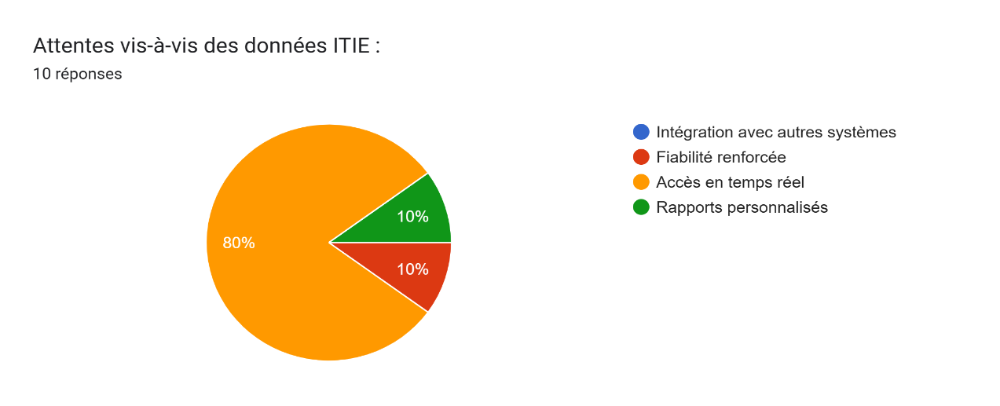 Attentes vis-à-vis des données ITIE :
10 réponses
Intégration avec autres systèmes
Fiabilité renforcée
Accès en temps réel
Rapports personnalisés
10%
80%
10%